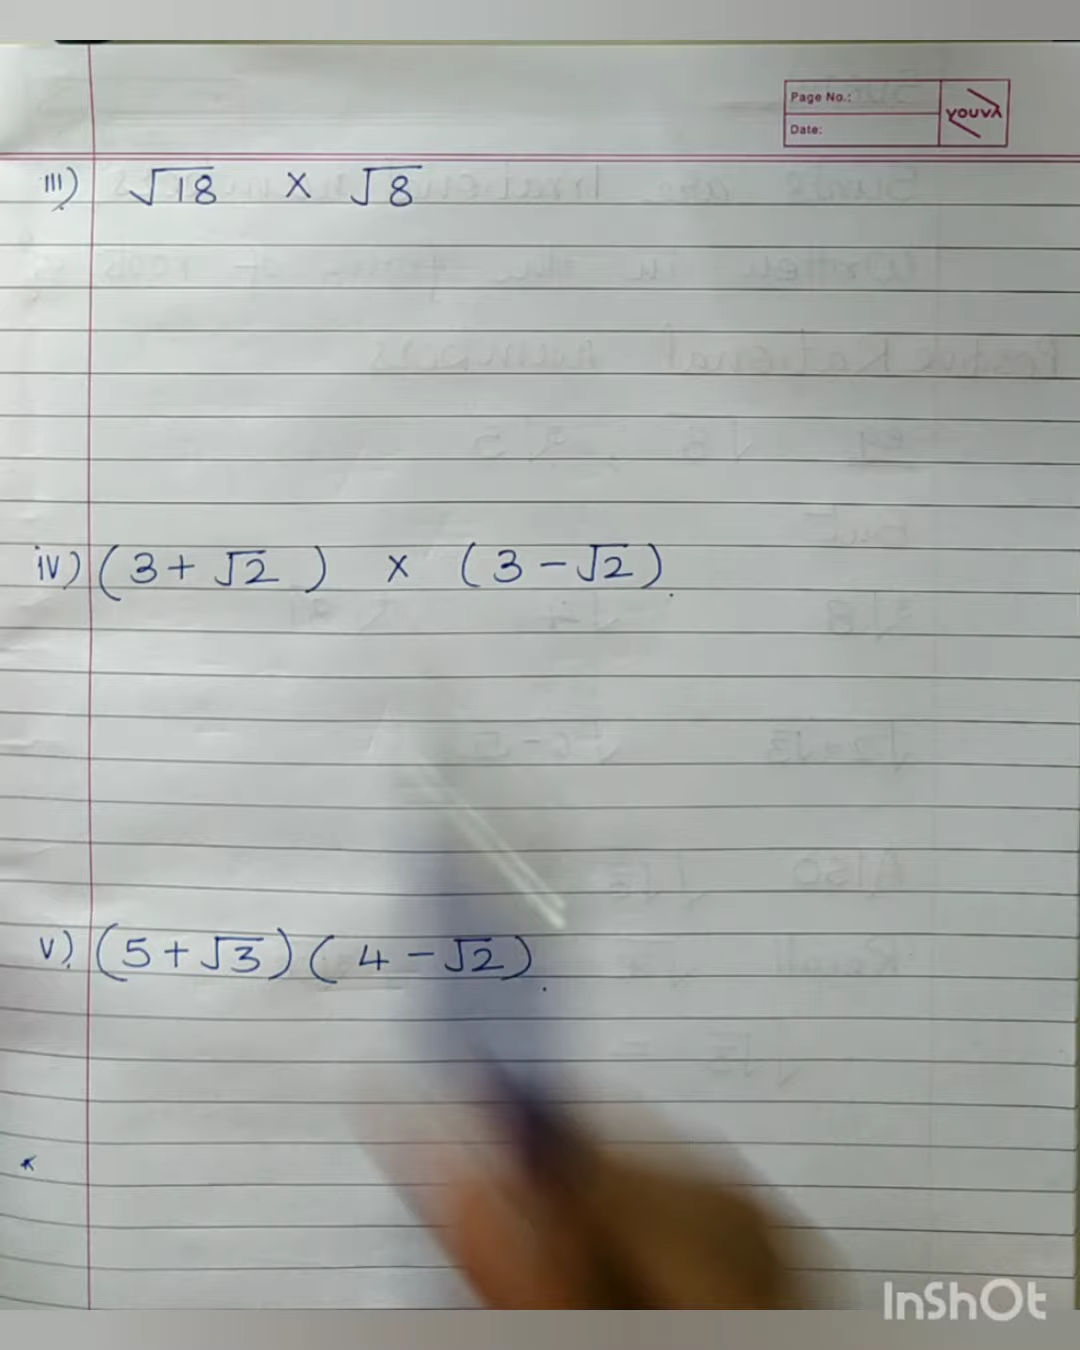 Page No.:
Date:
YOUVA
III) √18 × √8
iv) (3 + √2) × (3 - √2).
v). (5 + √3) (4 - √2).
InShOt